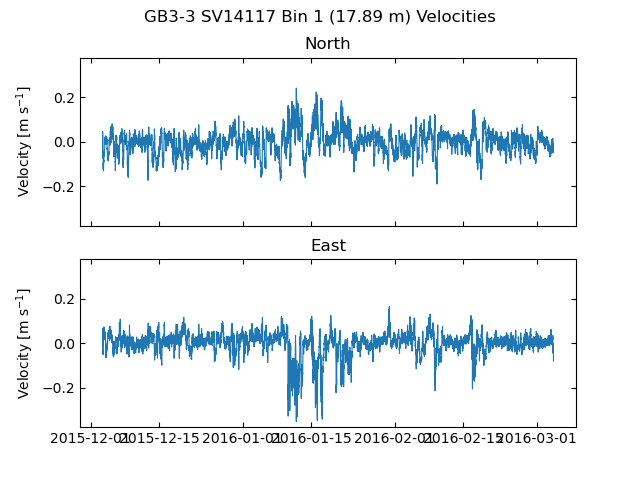 GB3-3 SV14117 Bin 1 (17.89 m) Velocities
North
Velocity [m s⁻¹]
0.2
0.0
−0.2
East
Velocity [m s⁻¹]
0.2
0.0
−0.2
2015-12-01 2015-12-15 2016-01-01 2016-01-15 2016-02-01 2016-02-15 2016-03-01